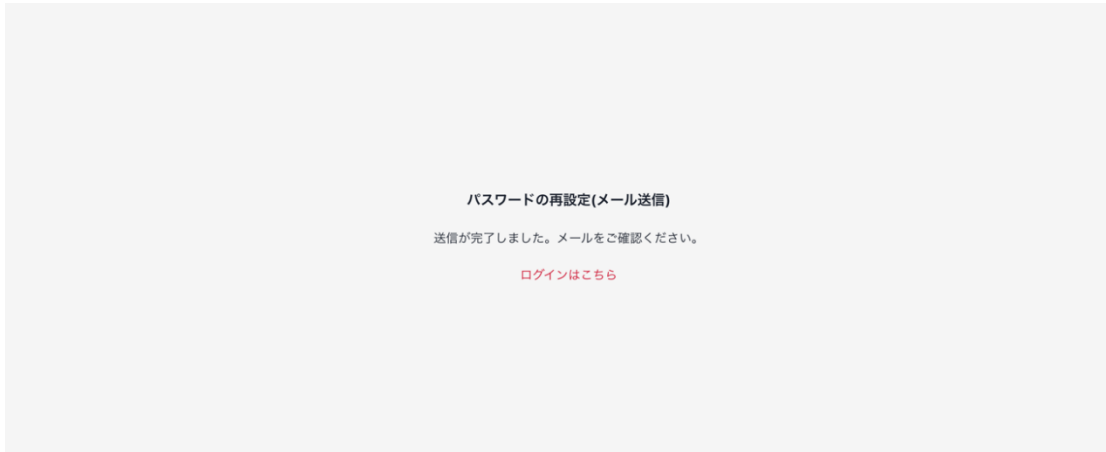 パスワードの再設定(メール送信)
送信が完了しました。メールをご確認ください。
ログインはこちら